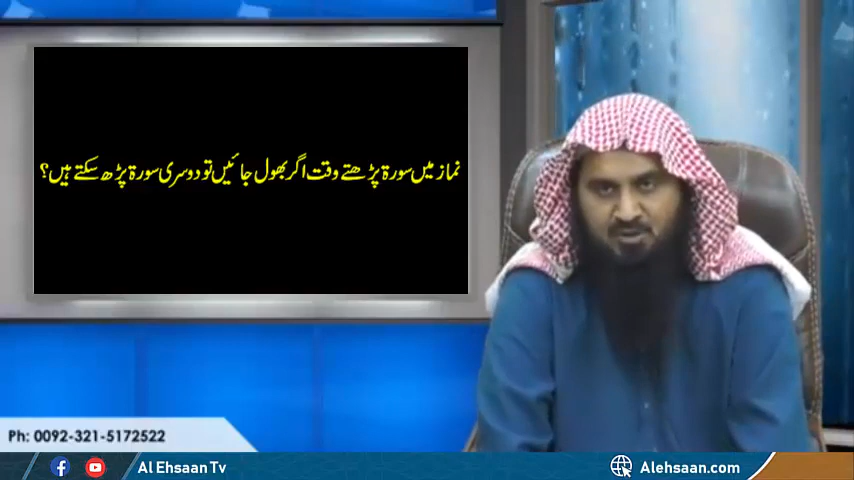 نماز میں سورۃ پڑھتے وقت اگر بھول جائیں تو دوسری سورۃ پڑھ سکتے ہیں؟
Ph: 0092-321-5172522
Al Ehsaan Tv
Alehsaan.com